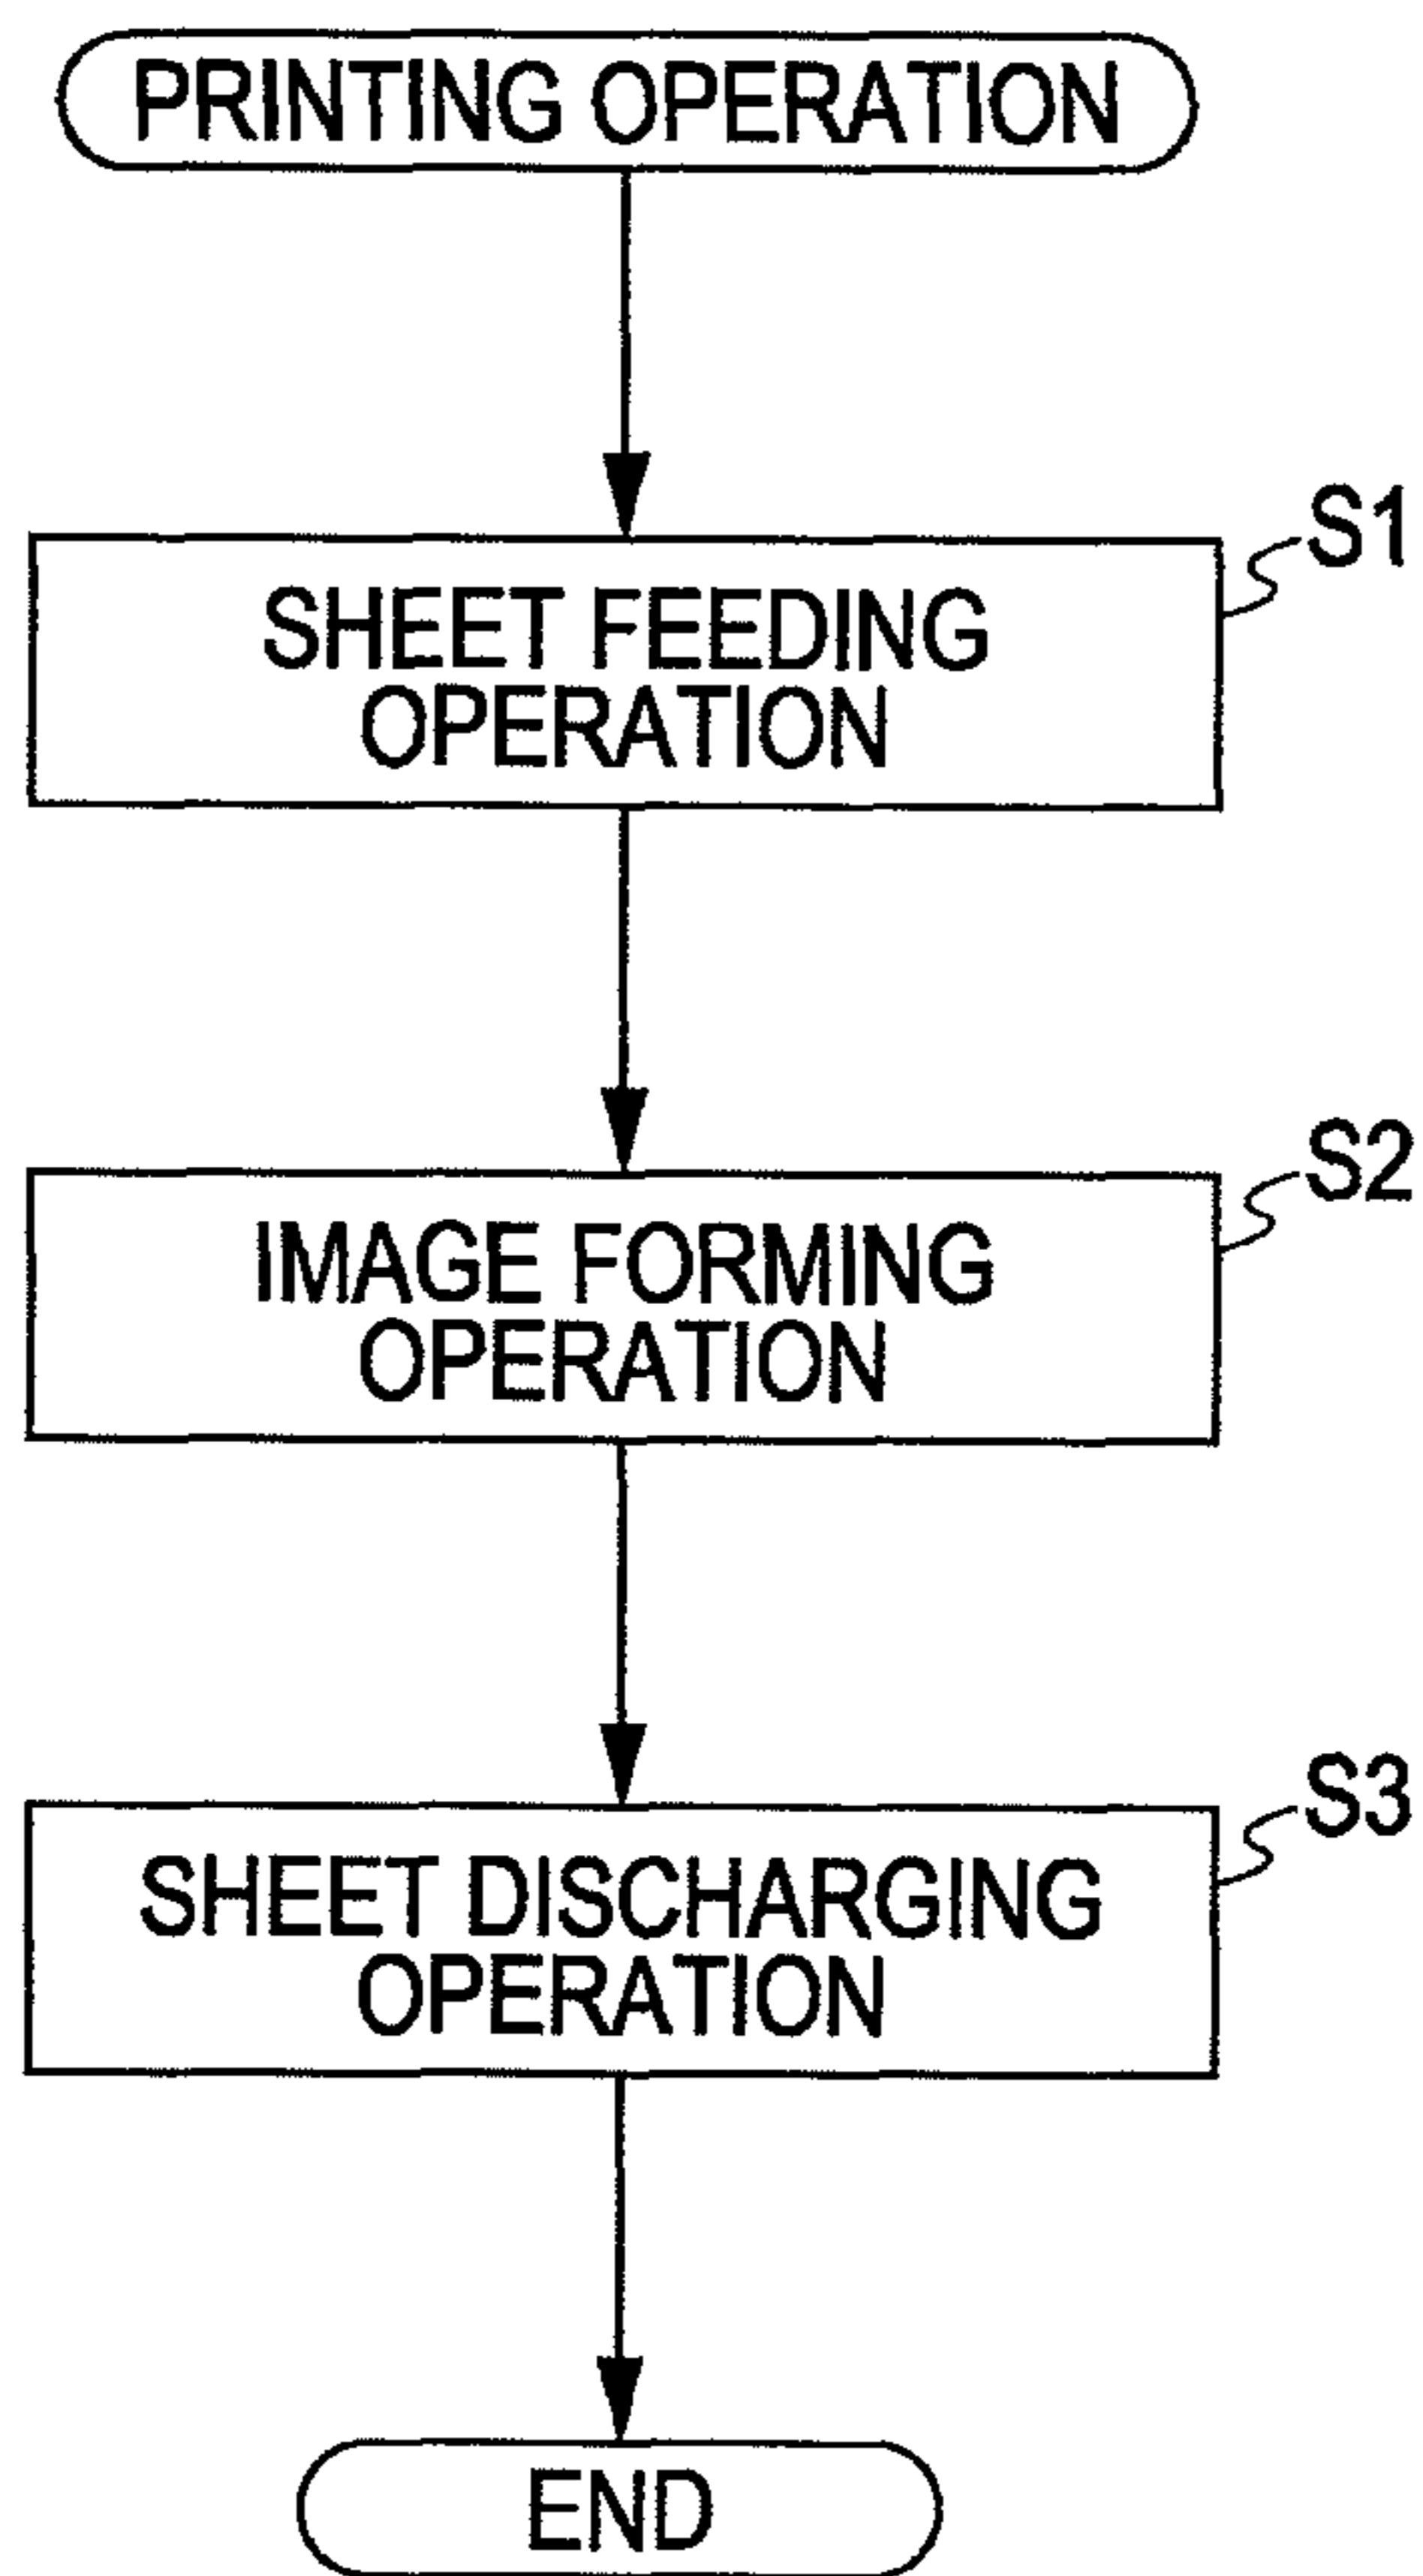 PRINTING OPERATION
S1
SHEET FEEDING
OPERATION
S2
IMAGE FORMING
OPERATION
S3
SHEET DISCHARGING
OPERATION
END